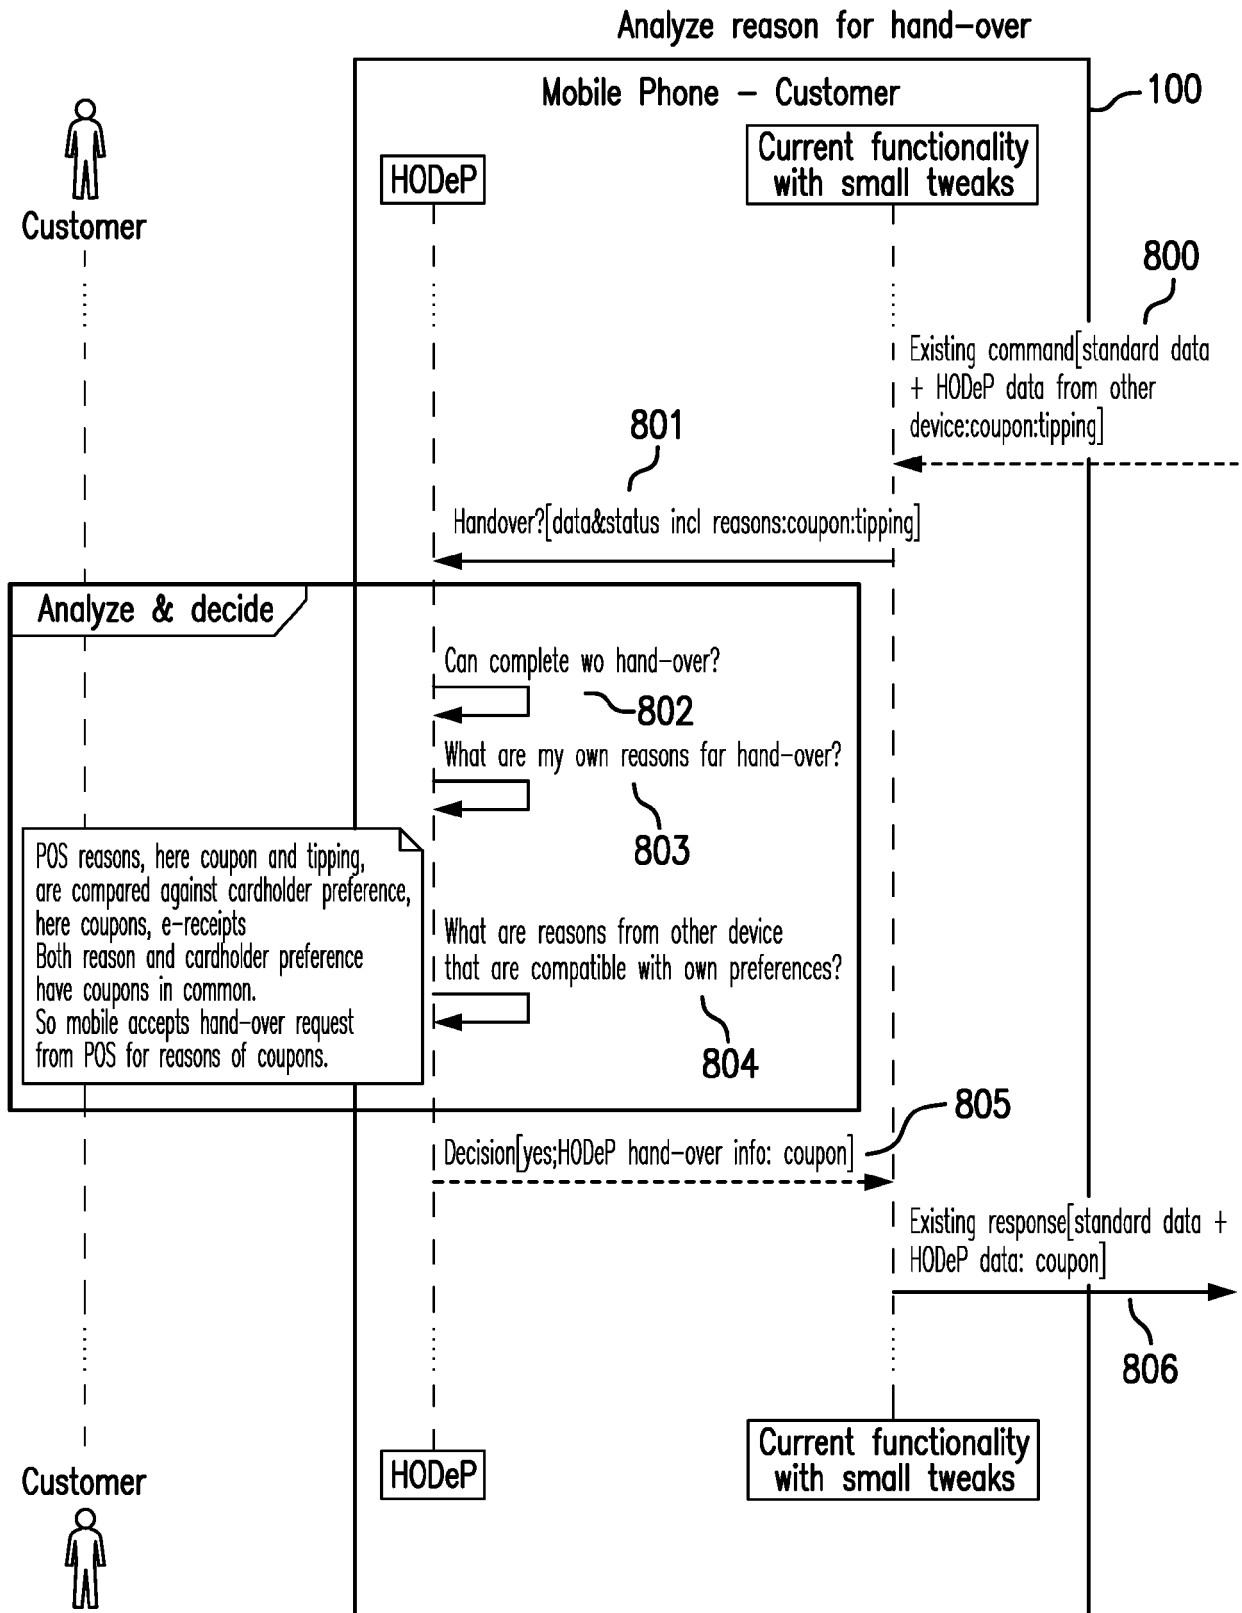 Analyze reason for hand-over
Mobile Phone - Customer
100
Customer
HODeP
Current functionality
with small tweaks
800
Existing command[standard data
+ HODeP data from other
device:coupon:tipping]
801
Handover?[data&status incl reasons:coupon:tipping]
Analyze & decide
Can complete wo hand-over?
802
What are my own reasons far hand-over?
803
POS reasons, here coupon and tipping,
are compared against cardholder preference,
here coupons, e-receipts
Both reason and cardholder preference
have coupons in common.
So mobile accepts hand-over request
from POS for reasons of coupons.
What are reasons from other device
that are compatible with own preferences?
804
805
Decision[yes;HODeP hand-over info: coupon]
Existing response[standard data +
HODeP data: coupon]
806
Customer
HODeP
Current functionality
with small tweaks